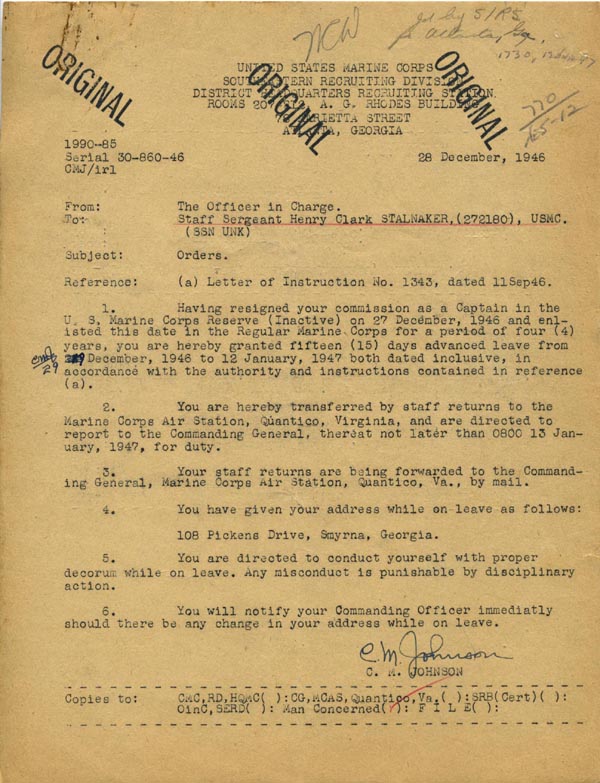 NEW
ORIGINAL
ORIGINAL
ORIGINAL
UNITED STATES MARINE CORPS
SOUTHEASTERN RECRUITING DIVISION
DISTRICT HEADQUARTERS RECRUITING STATION
ROOMS A. G. RHODES BUILDING
MARIETTA STREET
ATLANTA, GEORGIA
1990-85
Serial 30-860-46
CMJ/irl
28 December, 1946
From: The Officer in Charge.
To: Staff Sergeant Henry Clark STALNAKER,(272180), USMC.
(SSN UNK)
Subject: Orders.
Reference: (a) Letter of Instruction No. 1343, dated 11Sep46.
1. Having resigned your commission as a Captain in the
U. S. Marine Corps Reserve (Inactive) on 27 December, 1946 and enl-
isted this date in the Regular Marine Corps for a period of four (4)
years, you are hereby granted fifteen (15) days advanced leave from
29 December, 1946 to 12 January, 1947 both dated inclusive, in
cmj
29
accordance with the authority and instructions contained in reference
(a).
2. You are hereby transferred by staff returns to the
Marine Corps Air Station, Quantico, Virginia, and are directed to
report to the Commanding General, thereat not later than 0800 13 Jan-
uary, 1947, for duty.
3. Your staff returns are being forwarded to the Command-
ing General, Marine Corps Air Station, Quantico, Va., by mail.
4. You have given your address while on leave as follows:
108 Pickens Drive, Smyrna, Georgia.
5. You are directed to conduct yourself with proper
decorum while on leave. Any misconduct is punishable by disciplinary
action.
6. You will notify your Commanding Officer immediatly
should there be any change in your address while on leave.
C. M. Johnson
C. M. JOHNSON
Copies to: CMC,RD,HQMC( ):CG,MCAS,Quantico,Va.( ):SRB(Cert)( ):
OinC,SERD( ): Man Concerned( ): F I L E( ):